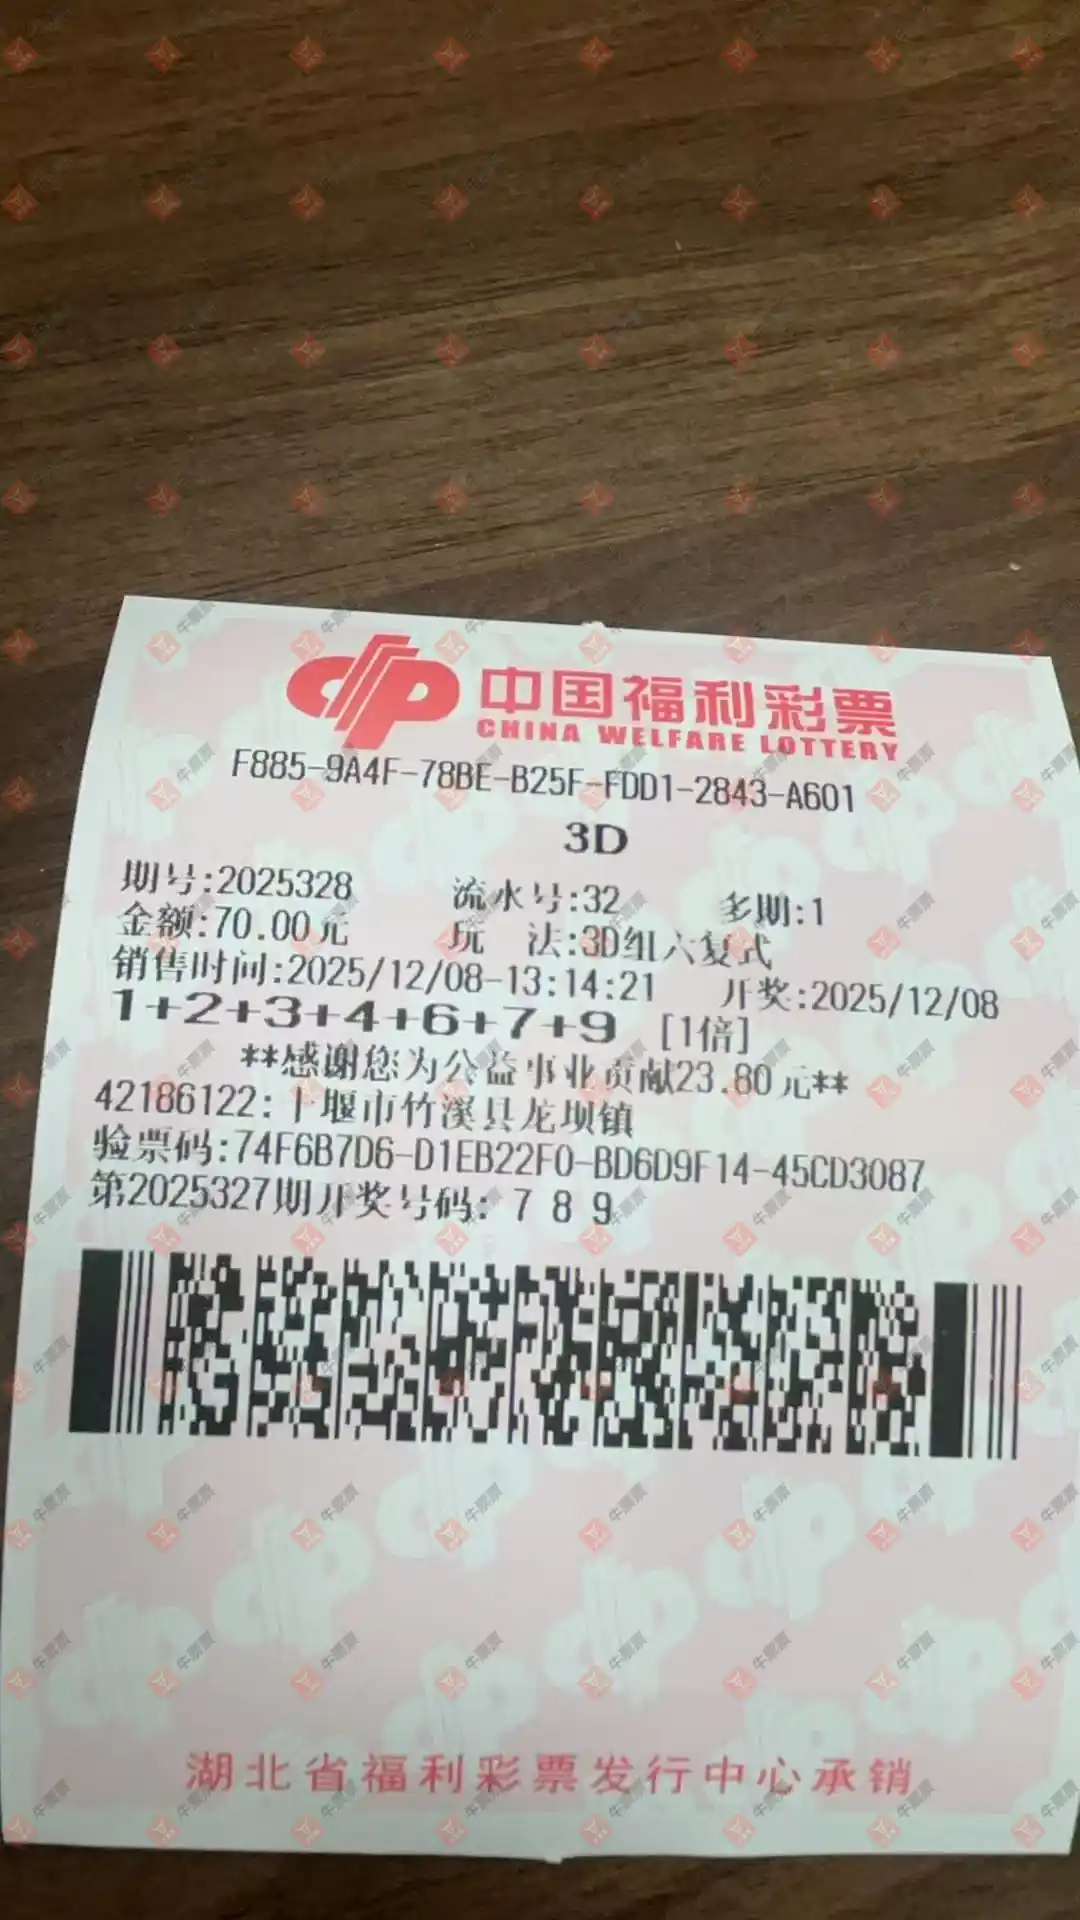 中国福利彩票
CHINA WELFARE LOTTERY
F885-9A4F-78BE-B25F-FDD1-2843-A601
3D
期号:2025328 流水号:32 多期:1
金额:70.00元 玩 法:3D组六复式
销售时间:2025/12/08-13:14:21 开奖:2025/12/08
1+2+3+4+6+7+9 [1倍]
**感谢您为公益事业贡献23.80元**
42186122:十堰市竹溪县龙坝镇
验票码:74F6B7D6-D1EB22F0-BD6D9F14-45CD3087
第2025327期开奖号码: 7 8 9
湖北省福利彩票发行中心承销
牛票票